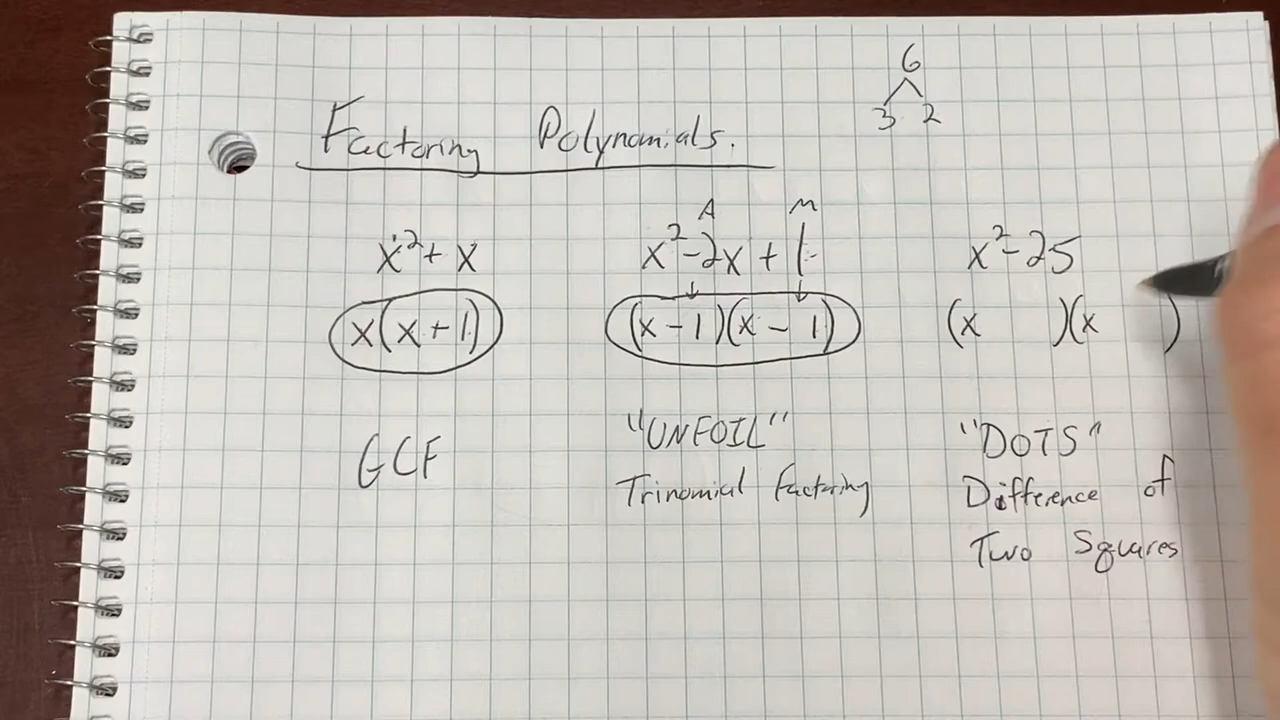 6
3 2
Factoring Polynomials.
A M
x²+ x
x²-2x + 1
x²-25
x(x+1)
(x-1)(x - 1)
(x )(x )
GCF
"UNFOIL"
Trinomial Factoring
"DOTS"
Difference of
Two Squares